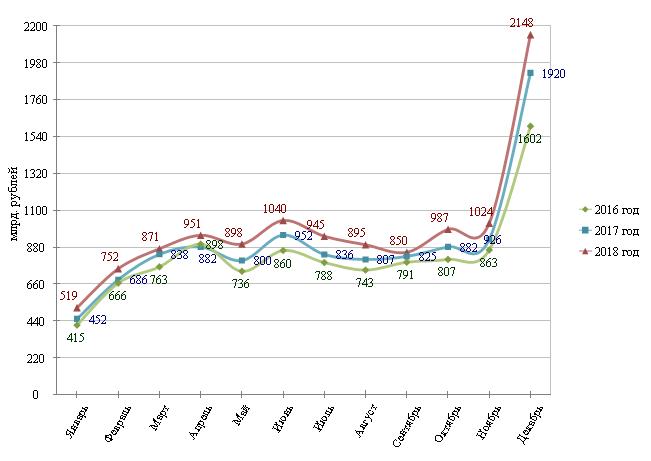 2200
1980
1760
1540
1320
1100
880
660
440
220
0
млрд. рублей
2148
1920
1602
519
452
415
752
686
666
871
838
763
951
898
882
898
800
736
1040
952
860
945
836
788
895
807
743
850
825
791
987
882
807
1024
926
863
Январь
Февраль
Март
Апрель
Май
Июнь
Июль
Август
Сентябрь
Октябрь
Ноябрь
Декабрь
2016 год
2017 год
2018 год